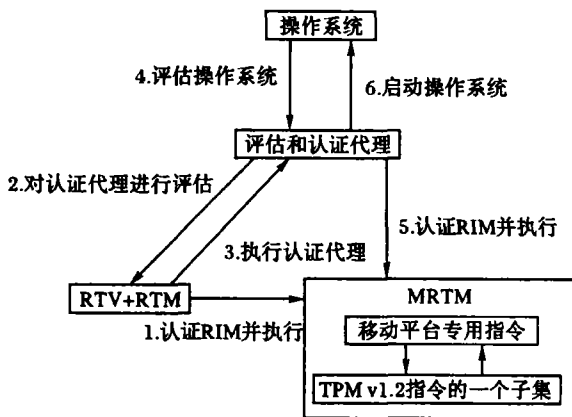 操作系统
4.评估操作系统
6.启动操作系统
评估和认证代理
2.对认证代理进行评估
3.执行认证代理
5.认证RIM并执行
RTV+RTM
1.认证RIM并执行
MRTM
移动平台专用指令
TPM v1.2指令的一个子集